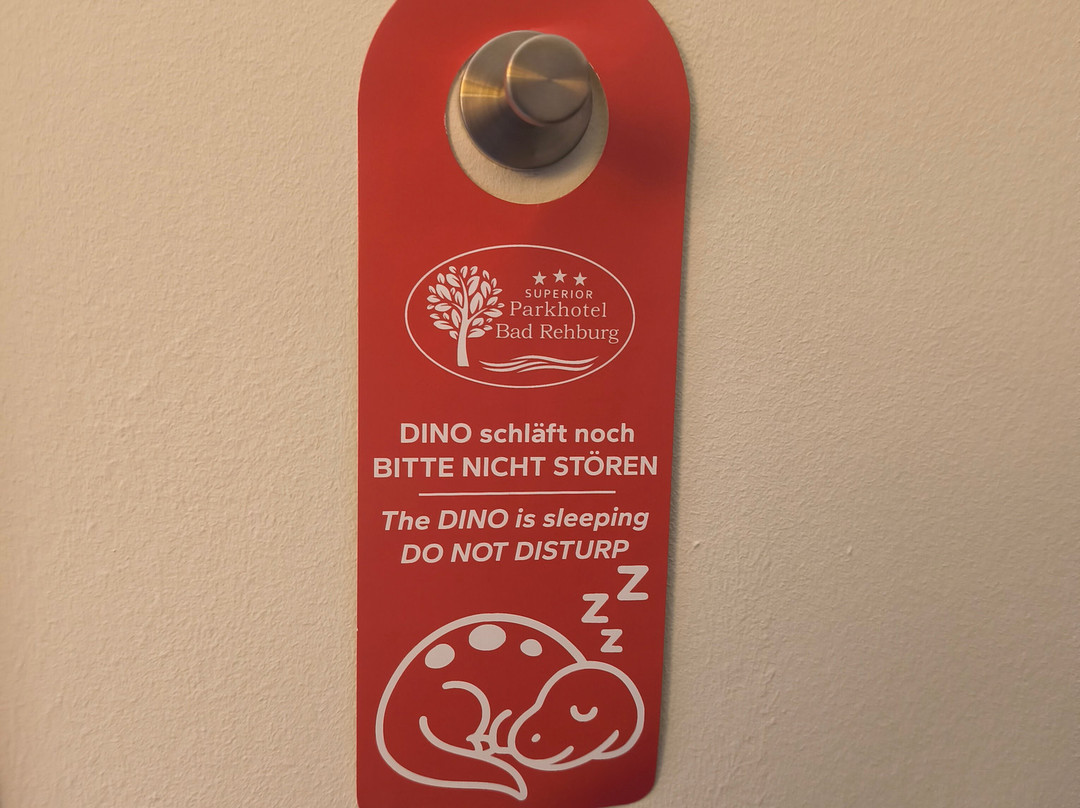 SUPERIOR
Parkhotel
Bad Rehburg
DINO schläft noch
BITTE NICHT STÖREN
The DINO is sleeping
DO NOT DISTURP
Z
Z
Z